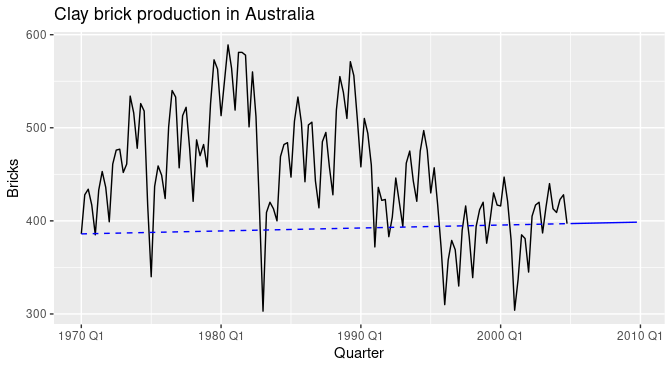 Clay brick production in Australia
600
500
400
300
Bricks
1970 Q1
1980 Q1
1990 Q1
2000 Q1
2010 Q1
Quarter